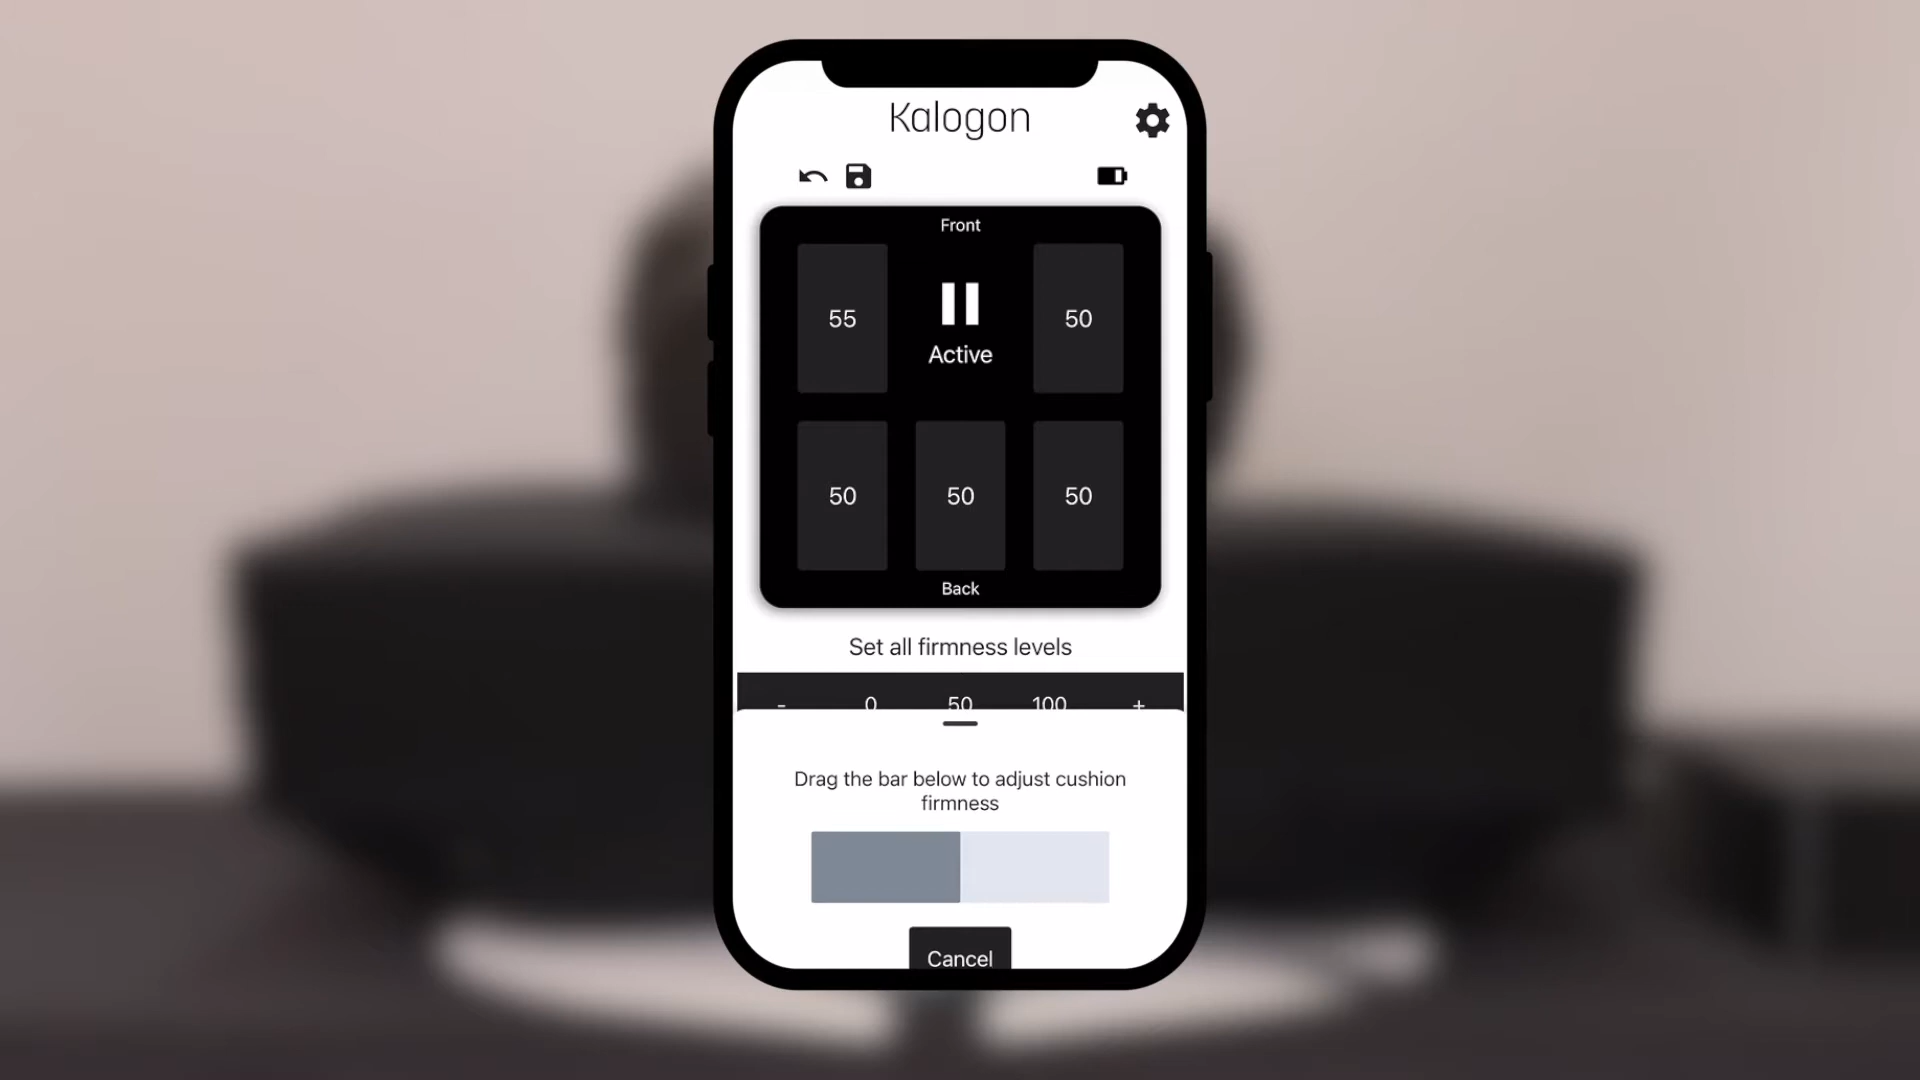 Kalogon
Front
55
50
Active
50
50
50
Back
Set all firmness levels
- 0 50 100 +
Drag the bar below to adjust cushion
firmness
Cancel